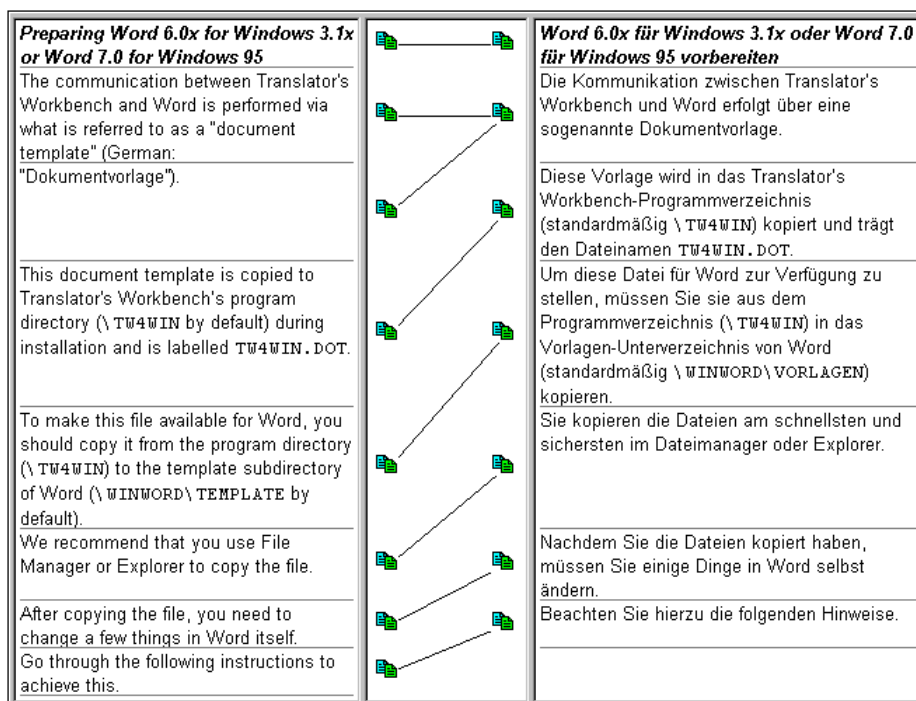 Preparing Word 6.0x for Windows 3.1x
or Word 7.0 for Windows 95
The communication between Translator's
Workbench and Word is performed via
what is referred to as a "document
template" (German:
"Dokumentvorlage").
This document template is copied to
Translator's Workbench's program
directory (\TW4WIN by default) during
installation and is labelled TW4WIN.DOT.
To make this file available for Word, you
should copy it from the program directory
(\TW4WIN) to the template subdirectory
of Word (\WINWORD\TEMPLATE by
default).
We recommend that you use File
Manager or Explorer to copy the file.
After copying the file, you need to
change a few things in Word itself.
Go through the following instructions to
achieve this.
Word 6.0x für Windows 3.1x oder Word 7.0
für Windows 95 vorbereiten
Die Kommunikation zwischen Translator's
Workbench und Word erfolgt über eine
sogenannte Dokumentvorlage.
Diese Vorlage wird in das Translator's
Workbench-Programmverzeichnis
(standardmäßig \TW4WIN) kopiert und trägt
den Dateinamen TW4WIN.DOT.
Um diese Datei für Word zur Verfügung zu
stellen, müssen Sie sie aus dem
Programmverzeichnis (\TW4WIN) in das
Vorlagen-Unterverzeichnis von Word
(standardmäßig \WINWORD\VORLAGEN)
kopieren.
Sie kopieren die Dateien am schnellsten und
sichersten im Dateimanager oder Explorer.
Nachdem Sie die Dateien kopiert haben,
müssen Sie einige Dinge in Word selbst
ändern.
Beachten Sie hierzu die folgenden Hinweise.